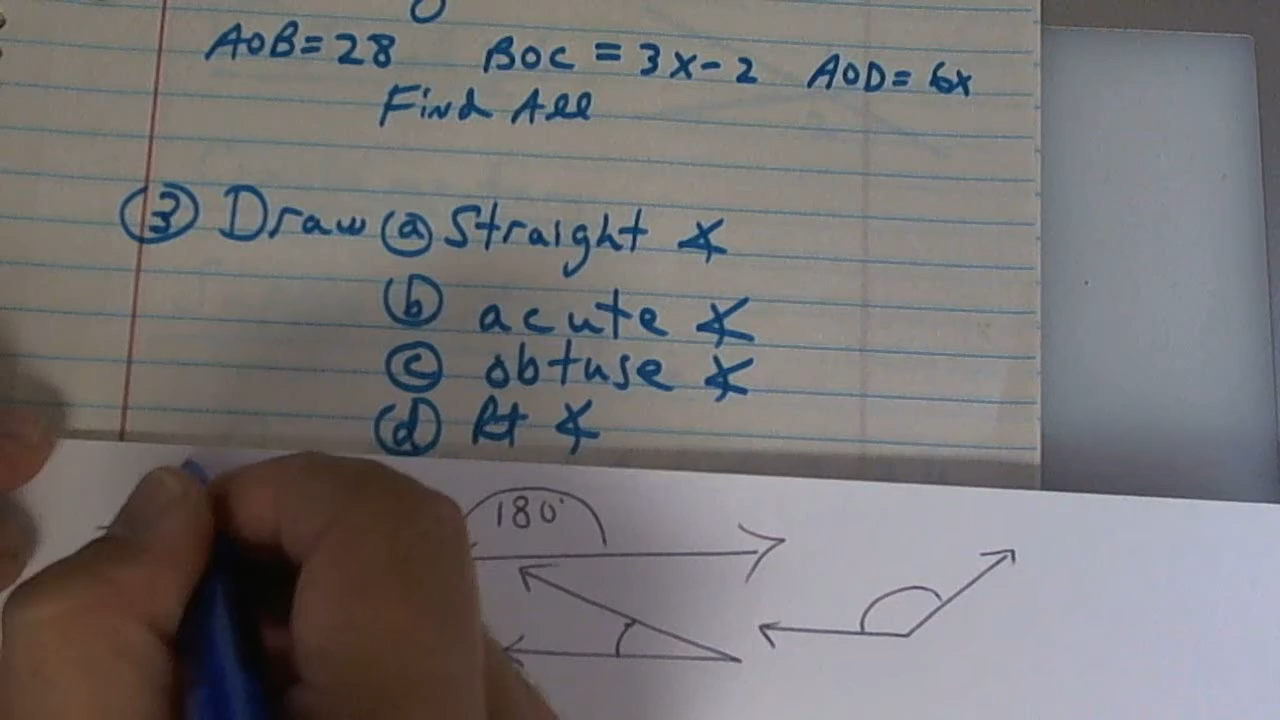 AOB = 28 BOC = 3x - 2 AOD = 6x
Find All
③ Draw ⓐ Straight ∡
ⓑ acute ∡
ⓒ obtuse ∡
ⓓ Rt ∡
180°